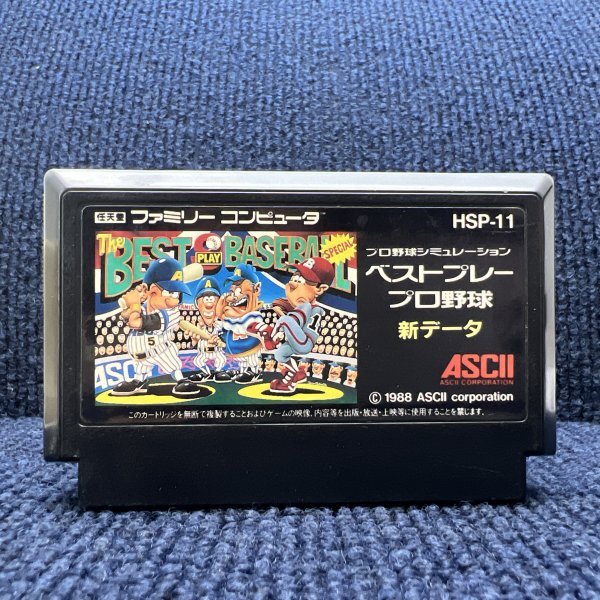 任天堂 ファミリー コンピュータ HSP-11
The BEST PLAY BASEBALL
SPECIAL
プロ野球シミュレーション
ベストプレー
プロ野球
新データ
ASCII
ASCII CORPORATION
© 1988 ASCII corporation
このカートリッジを無断で複製することおよびゲームの映像、内容等を出版・放送・上映等に使用することを禁じます。
A
A
B
5
1
ASCI